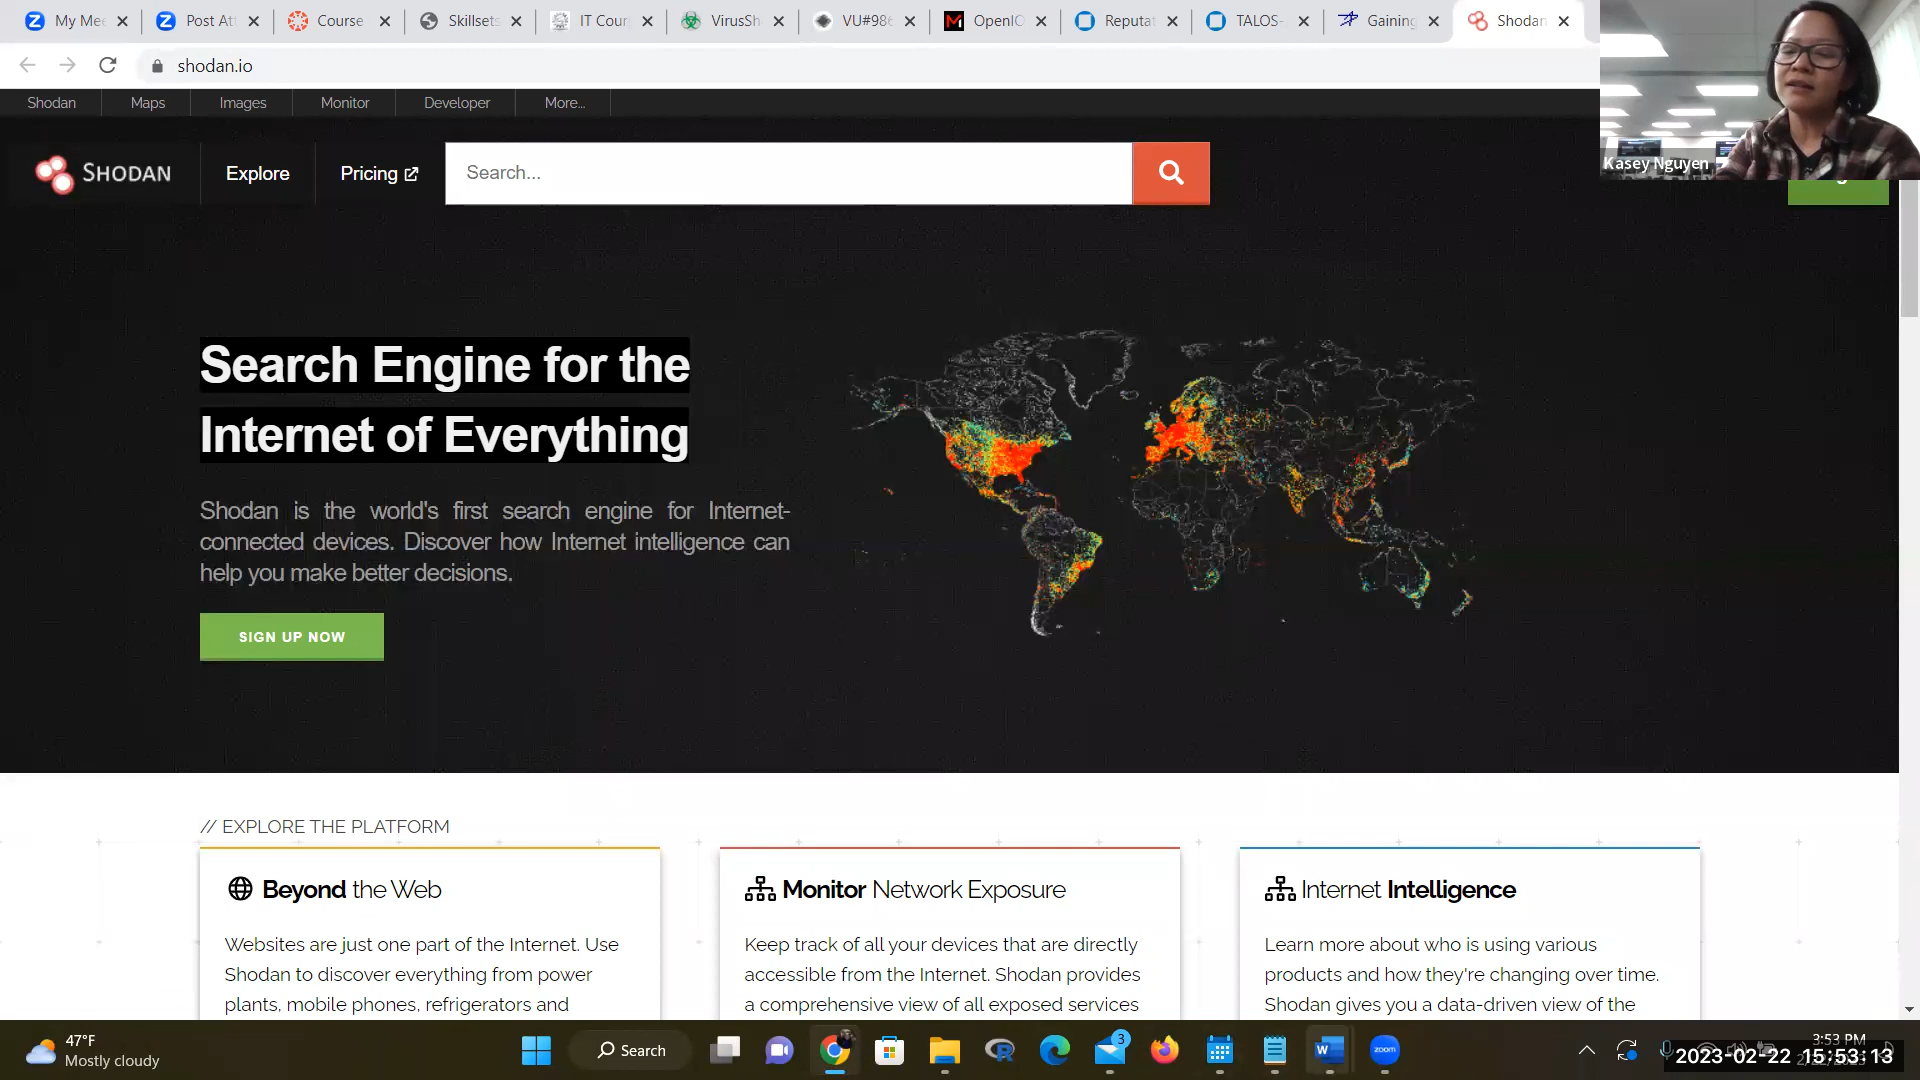 My Mee
Post Att
Course
Skillsets
IT Cour
VirusSh
VU#986
OpenIO
Reputat
TALOS-
Gaining
Shodan
shodan.io
Shodan
Maps
Images
Monitor
Developer
More...
SHODAN
Explore
Pricing
Search...
Kasey Nguyen
Search Engine for the
Internet of Everything
Shodan is the world's first search engine for Internet-
connected devices. Discover how Internet intelligence can
help you make better decisions.
SIGN UP NOW
// EXPLORE THE PLATFORM
Beyond the Web
Websites are just one part of the Internet. Use
Shodan to discover everything from power
plants, mobile phones, refrigerators and
Monitor Network Exposure
Keep track of all your devices that are directly
accessible from the Internet. Shodan provides
a comprehensive view of all exposed services
Internet Intelligence
Learn more about who is using various
products and how they're changing over time.
Shodan gives you a data-driven view of the
47°F
Mostly cloudy
Search
3
zoom
3:53 PM
2023-02-22 15:53:13